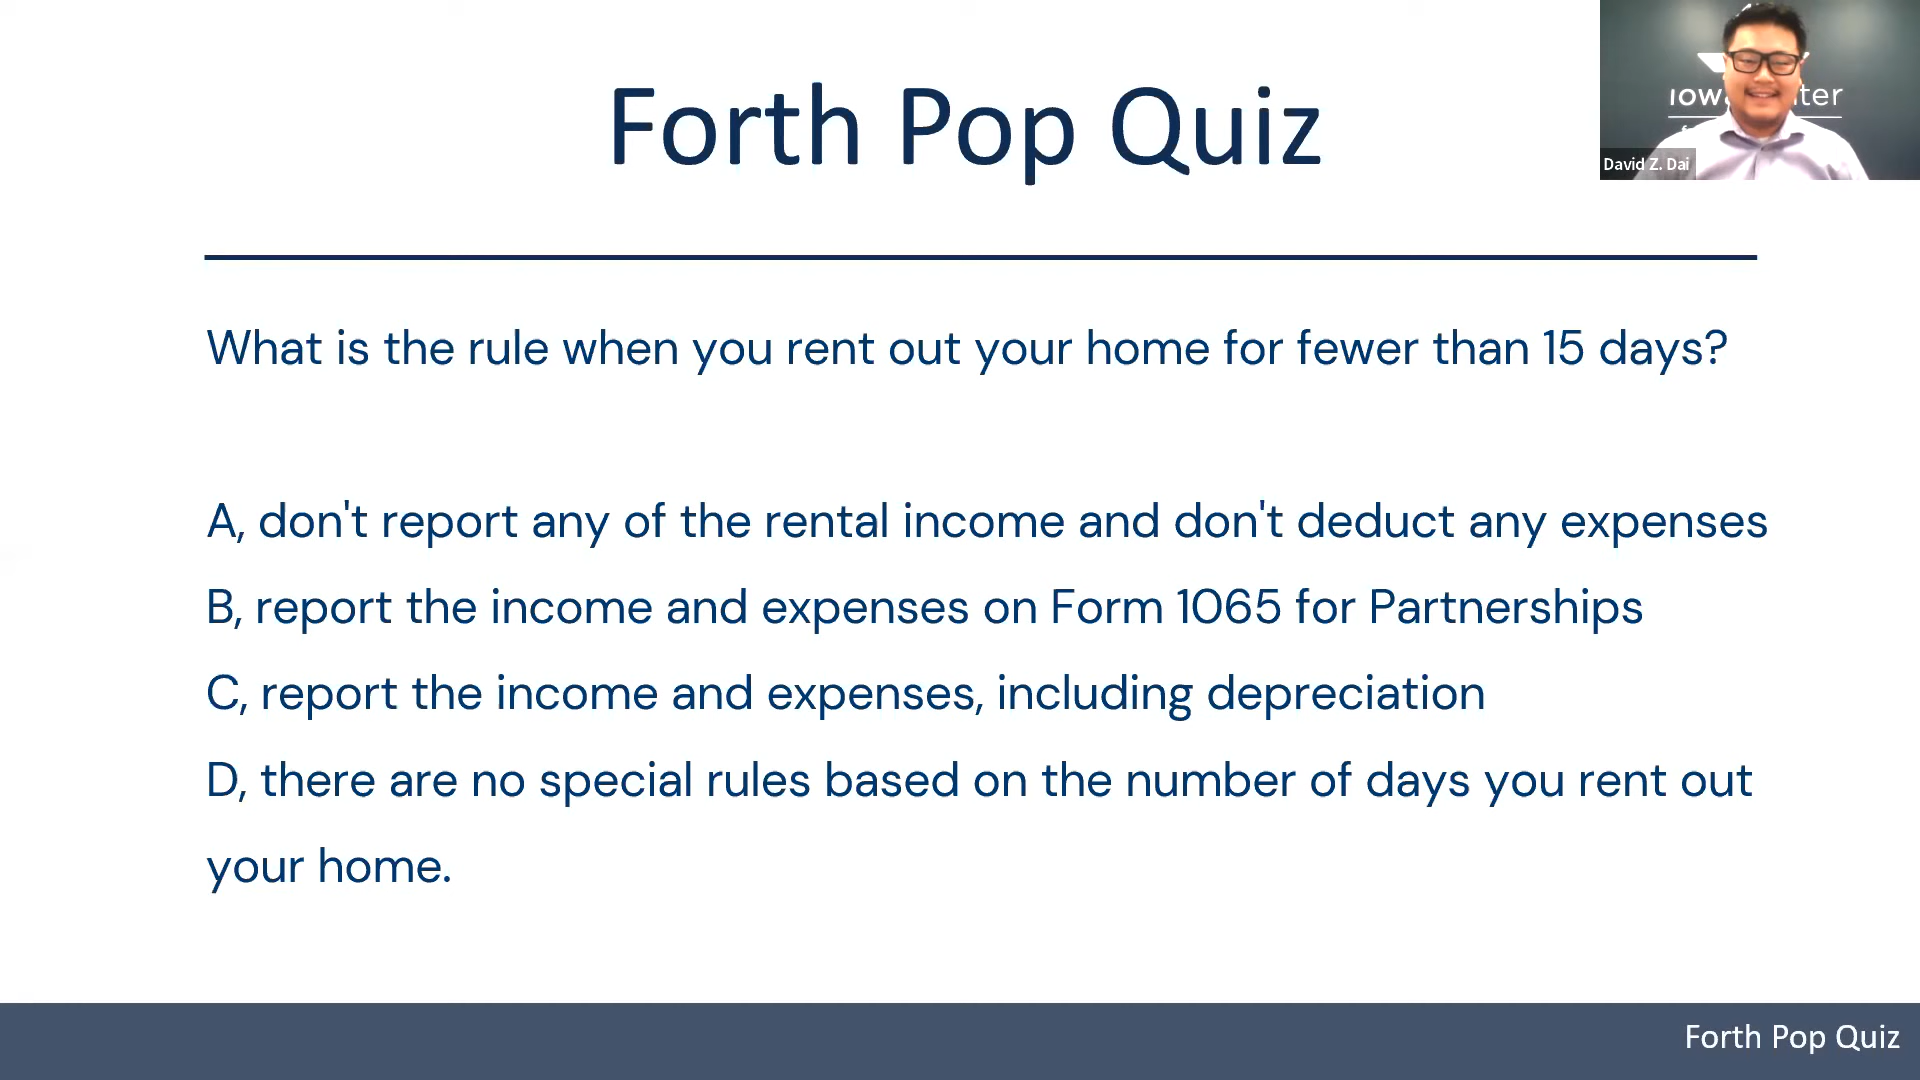 Forth Pop Quiz
David Z. Dai
What is the rule when you rent out your home for fewer than 15 days?
A, don't report any of the rental income and don't deduct any expenses
B, report the income and expenses on Form 1065 for Partnerships
C, report the income and expenses, including depreciation
D, there are no special rules based on the number of days you rent out
your home.
Forth Pop Quiz